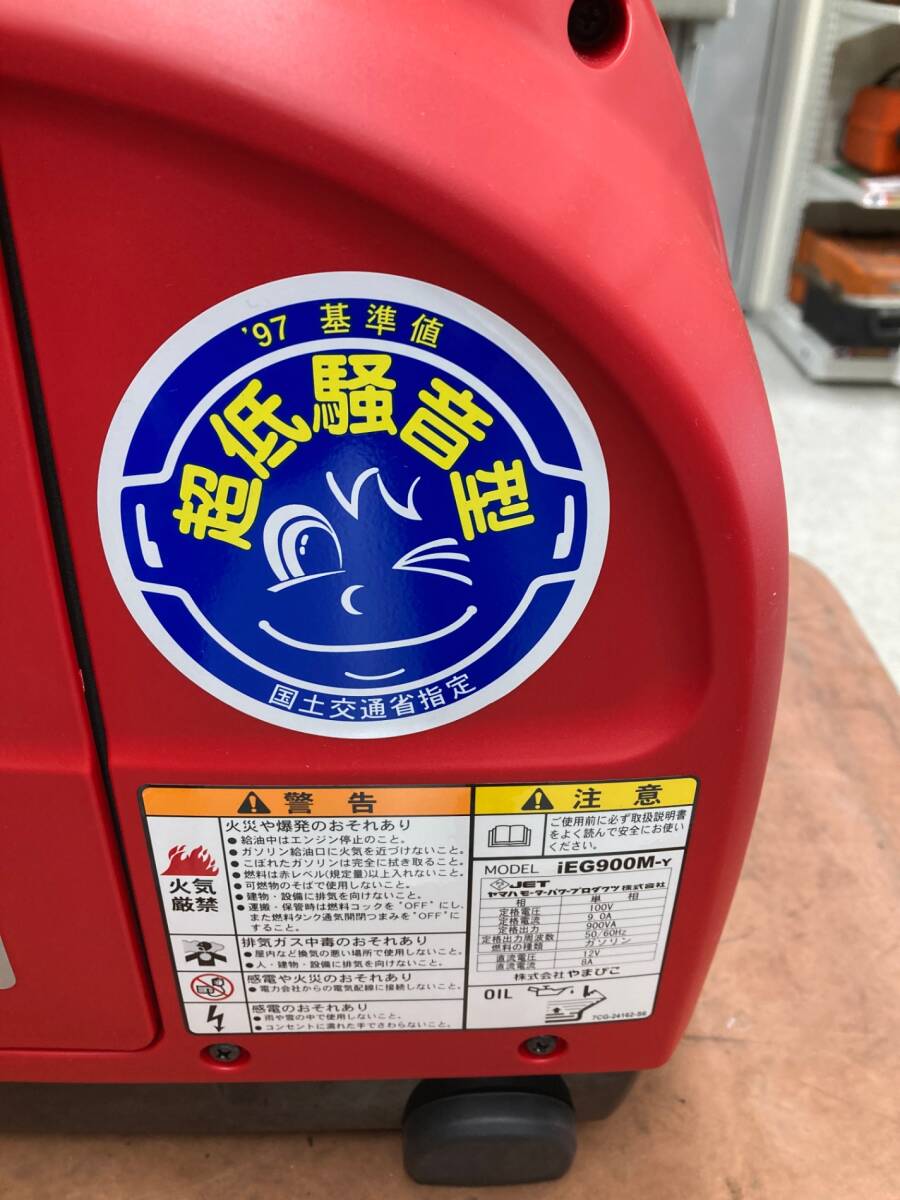 '97 基準値
超低騒音型
国土交通省指定
警告
火気
厳禁
火災や爆発のおそれあり
●給油中はエンジン停止のこと。
●ガソリン給油口に火気を近づけないこと。
●こぼれたガソリンは完全に拭き取ること。
●燃料は赤レベル(規定量)以上入れないこと。
●可燃物のそばで使用しないこと。
●建物・設備に排気を向けないこと。
●運搬・保管時は燃料コックを"OFF"にし、
また燃料タンク通気開閉つまみを"OFF"に
すること。
排気ガス中毒のおそれあり
●屋内など換気の悪い場所で使用しないこと。
●人・建物・設備に排気を向けないこと。
感電や火災のおそれあり
●電力会社からの電気配線に接続しないこと。
感電のおそれあり
●雨や雪の中で使用しないこと。
●コンセントに濡れた手でさわらないこと。
注意
ご使用前に必ず取扱説明書
をよく読んで安全にお使い
ください。
MODEL iEG900M-Y
JET
ヤマハモーターパワープロダクツ株式会社
相 単相
定格電圧 100V
定格電流 9.0A
定格出力 900VA
定格出力周波数 50/60Hz
燃料の種類 ガソリン
直流電圧 12V
直流電流 8A
株式会社 やまびこ
OIL
7CG-24162-S6